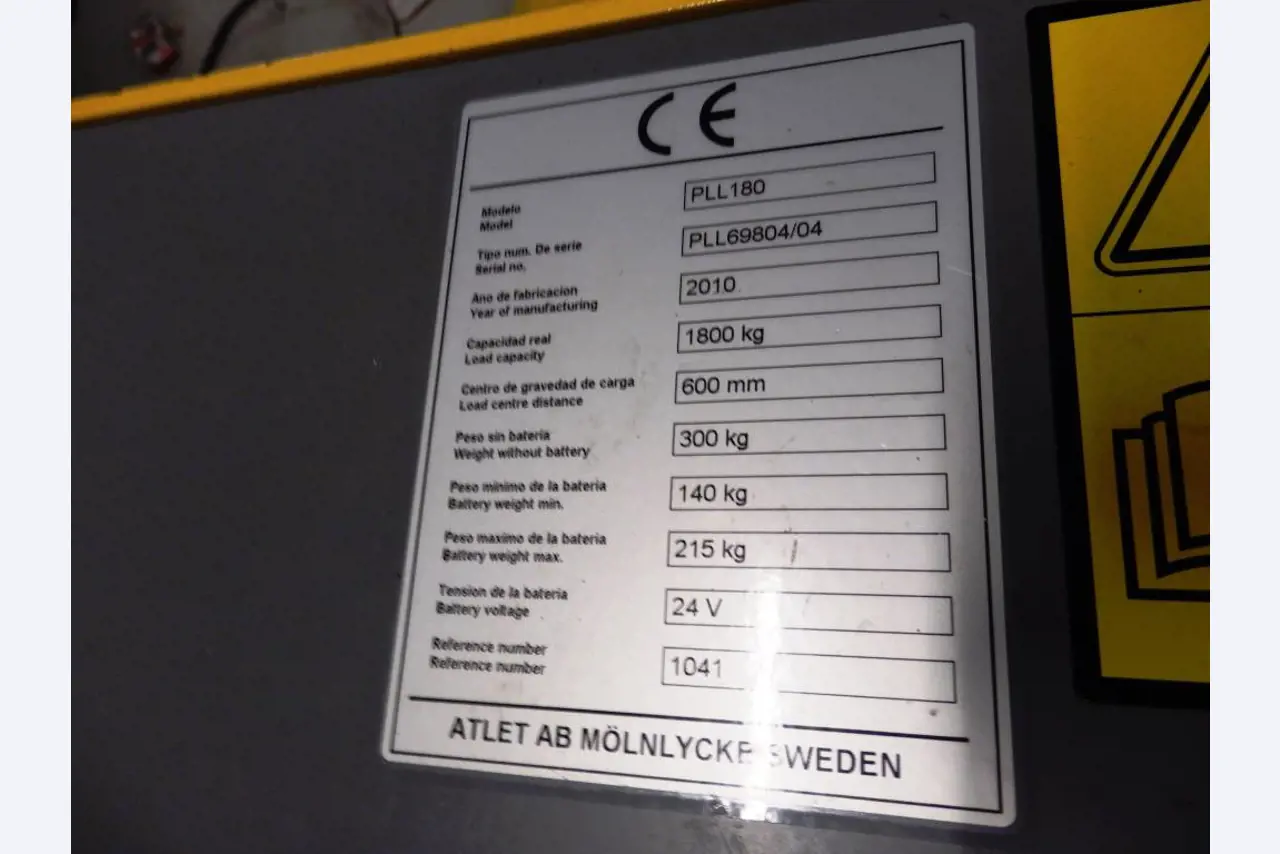 CE
Modelo
Model
PLL180
Tipo num. De serie
Serial no.
PLL69804/04
Ano de fabricacion
Year of manufacturing
2010
Capacidad real
Load capacity
1800 kg
Centro de gravedad de carga
Load centre distance
600 mm
Peso sin bateria
Weight without battery
300 kg
Peso minimo de la bateria
Battery weight min.
140 kg
Peso maximo de la bateria
Battery weight max.
215 kg
Tension de la bateria
Battery voltage
24 V
Reference number
Reference number
1041
ATLET AB MÖLNLYCKE SWEDEN